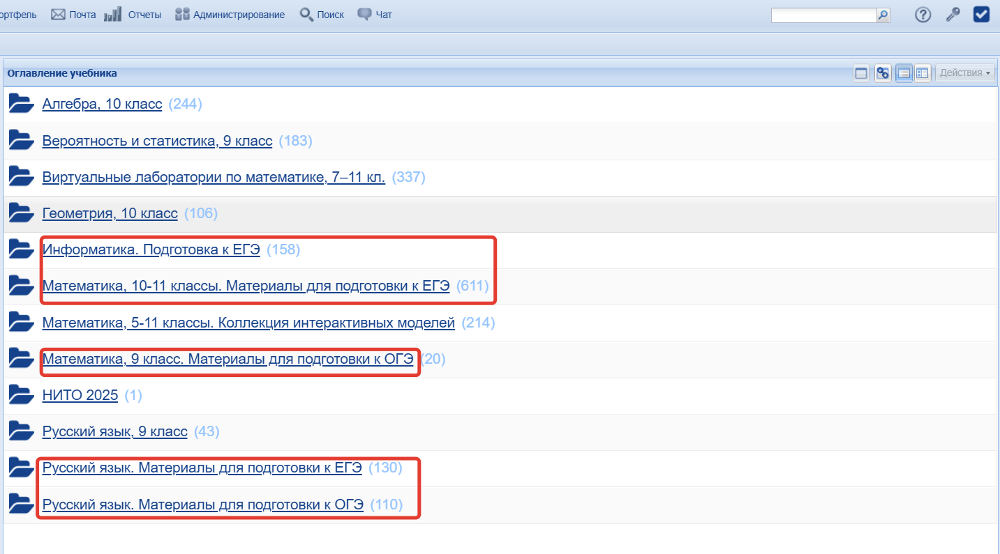 Почта Отчеты Администрирование Поиск Чат
Оглавление учебника
Действия
Алгебра, 10 класс (244)
Вероятность и статистика, 9 класс (183)
Виртуальные лаборатории по математике, 7–11 кл. (337)
Геометрия, 10 класс (106)
Информатика. Подготовка к ЕГЭ (158)
Математика, 10-11 классы. Материалы для подготовки к ЕГЭ (611)
Математика, 5-11 классы. Коллекция интерактивных моделей (214)
Математика, 9 класс. Материалы для подготовки к ОГЭ (20)
НИТО 2025 (1)
Русский язык, 9 класс (43)
Русский язык. Материалы для подготовки к ЕГЭ (130)
Русский язык. Материалы для подготовки к ОГЭ (110)